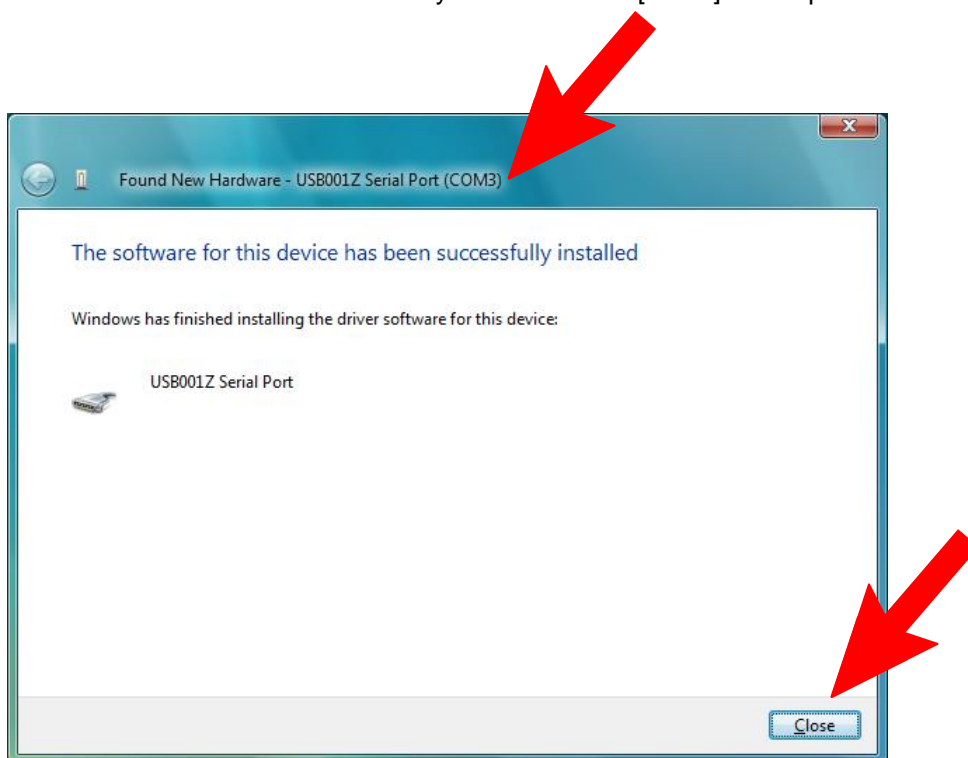 Found New Hardware - USB001Z Serial Port (COM3)
The software for this device has been successfully installed
Windows has finished installing the driver software for this device:
USB001Z Serial Port
Close